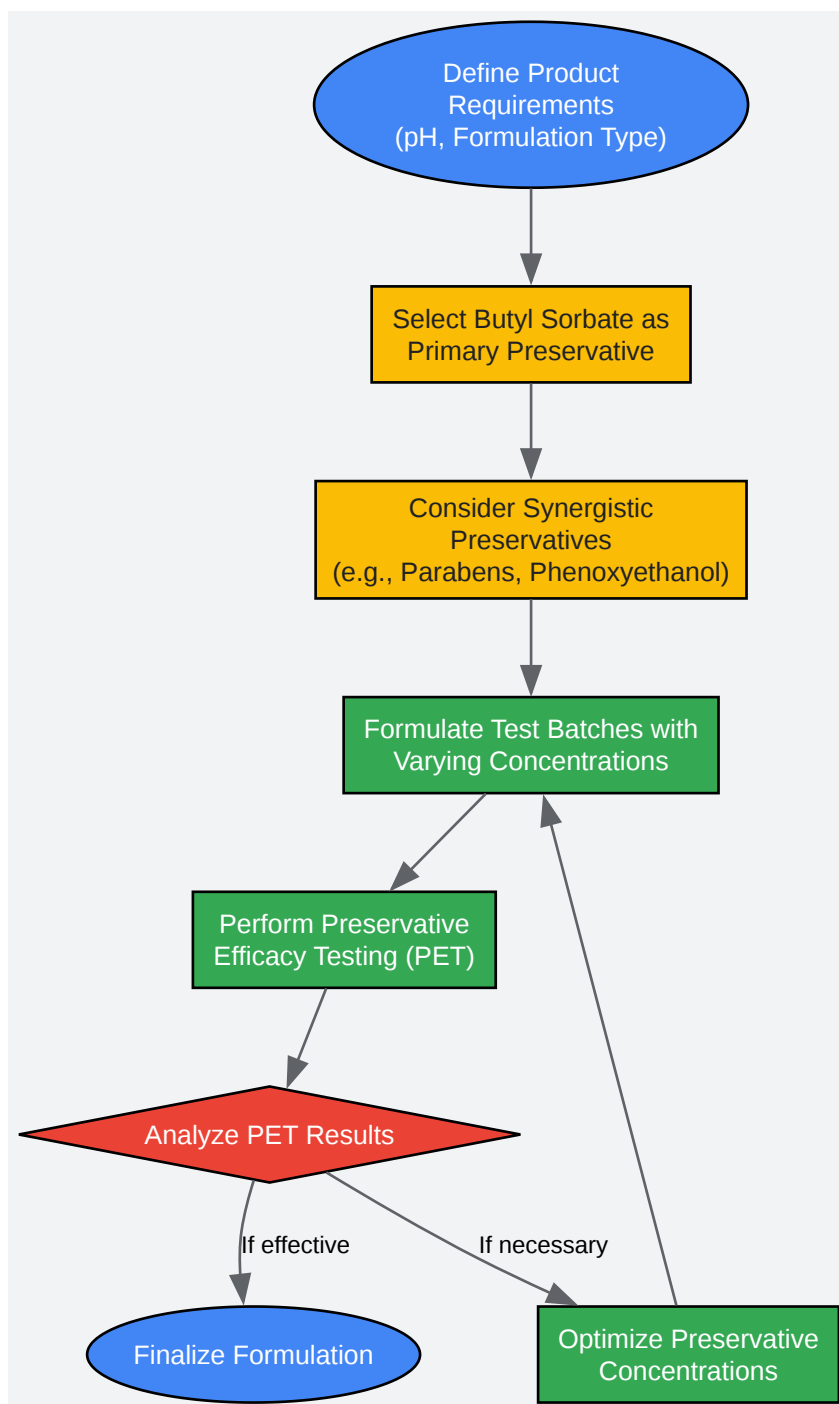 Define Product
Requirements
(pH, Formulation Type)
Select Butyl Sorbate as
Primary Preservative
Consider Synergistic
Preservatives
(e.g., Parabens, Phenoxyethanol)
Formulate Test Batches with
Varying Concentrations
Perform Preservative
Efficacy Testing (PET)
Analyze PET Results
If effective
If necessary
Finalize Formulation
Optimize Preservative
Concentrations